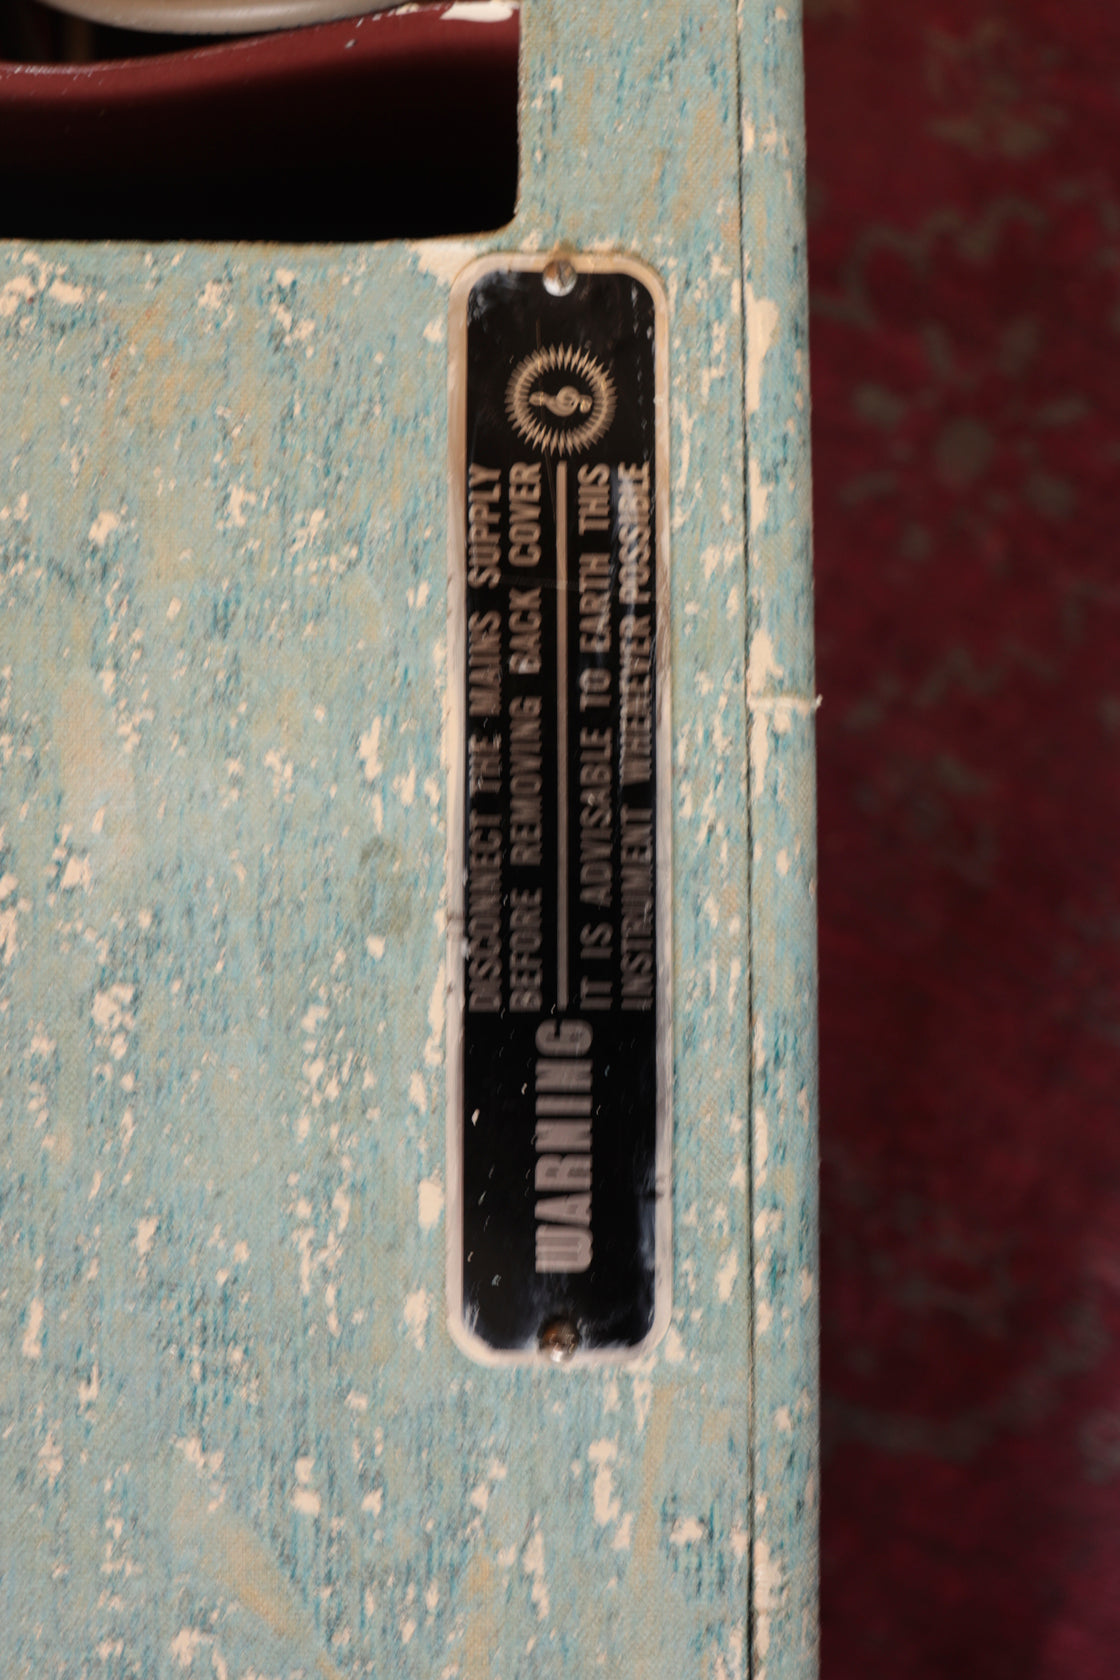 WARNING
DISCONNECT THE MAINS SUPPLY
BEFORE REMOVING BACK COVER
IT IS ADVISABLE TO EARTH THIS
INSTRUMENT WHENEVER POSSIBLE